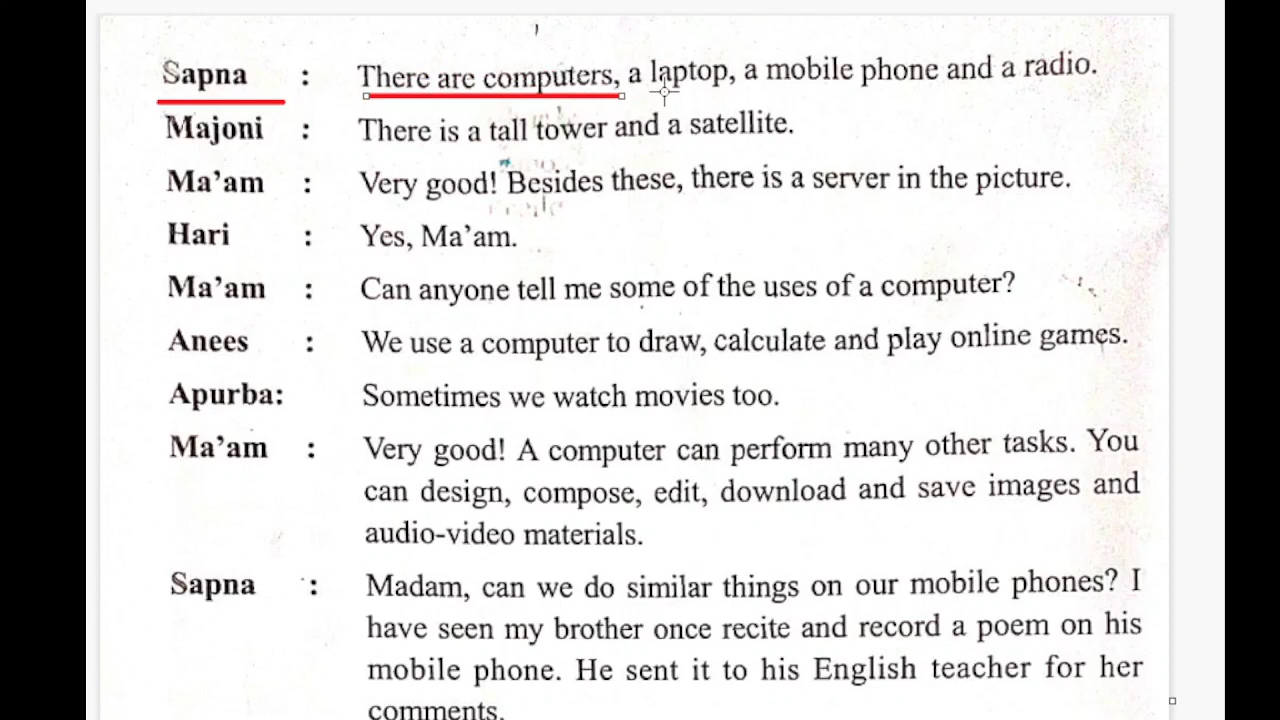 Sapna : There are computers, a laptop, a mobile phone and a radio.
Majoni : There is a tall tower and a satellite.
Ma'am : Very good! Besides these, there is a server in the picture.
Hari : Yes, Ma'am.
Ma'am : Can anyone tell me some of the uses of a computer?
Anees : We use a computer to draw, calculate and play online games.
Apurba: Sometimes we watch movies too.
Ma'am : Very good! A computer can perform many other tasks. You
can design, compose, edit, download and save images and
audio-video materials.
Sapna : Madam, can we do similar things on our mobile phones? I
have seen my brother once recite and record a poem on his
mobile phone. He sent it to his English teacher for her
comments.